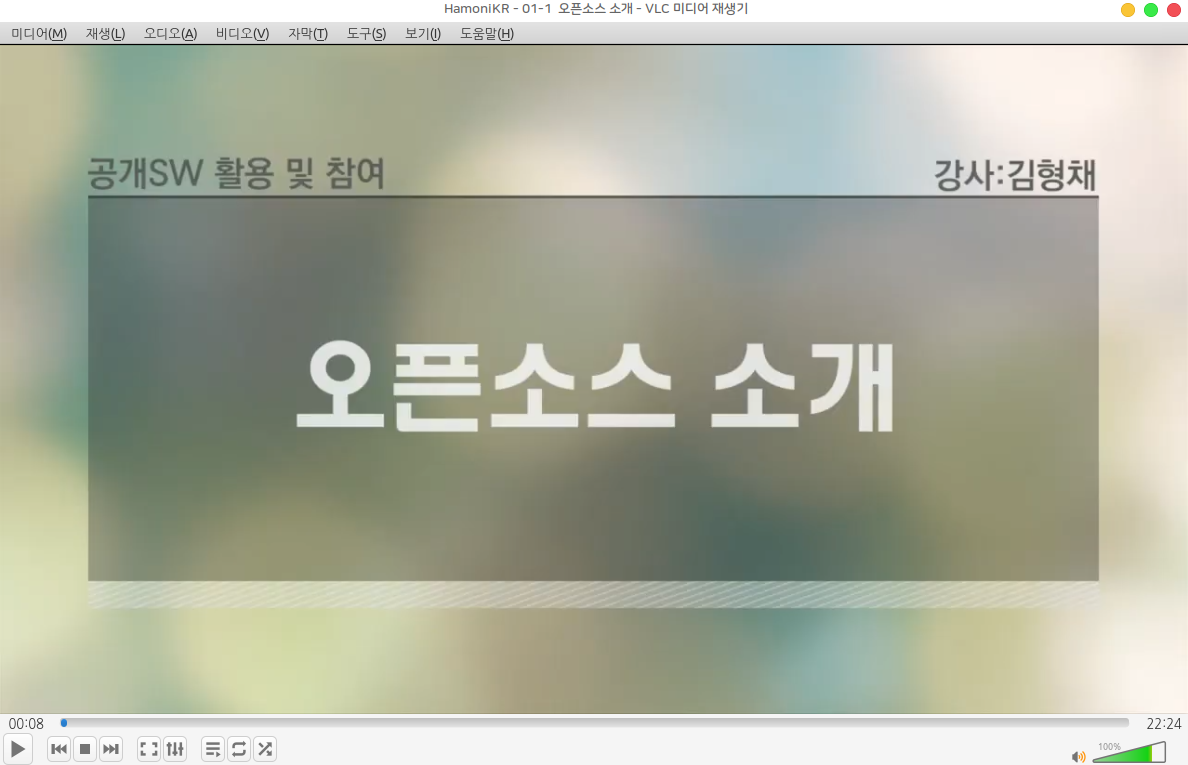 HamoniKR - 01-1 오픈소스 소개 - VLC 미디어 재생기
미디어(M) 재생(L) 오디오(A) 비디오(V) 자막(T) 도구(S) 보기(I) 도움말(H)
공개SW 활용 및 참여 강사:김형채
오픈소스 소개
00:08 22:24
100%